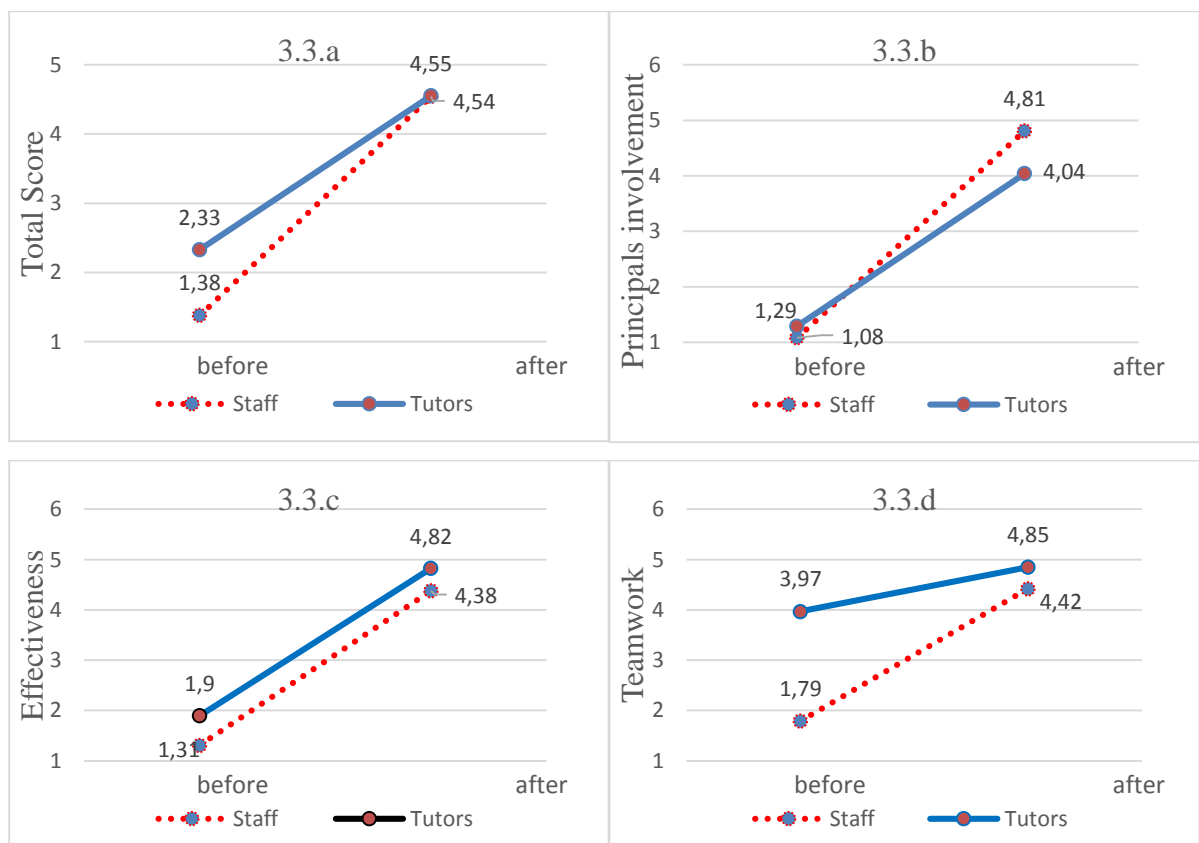 3.3.a
Total Score
5
4
3
2
1
4,55
4,54
2,33
1,38
before after
Staff Tutors
3.3.b
Principals involvement
6
5
4
3
2
1
4,81
4,04
1,29
1,08
before after
Staff Tutors
3.3.c
Effectiveness
6
5
4
3
2
1
4,82
4,38
1,9
1,31
before after
Staff Tutors
3.3.d
Teamwork
6
5
4
3
2
1
4,85
3,97
4,42
1,79
before after
Staff Tutors